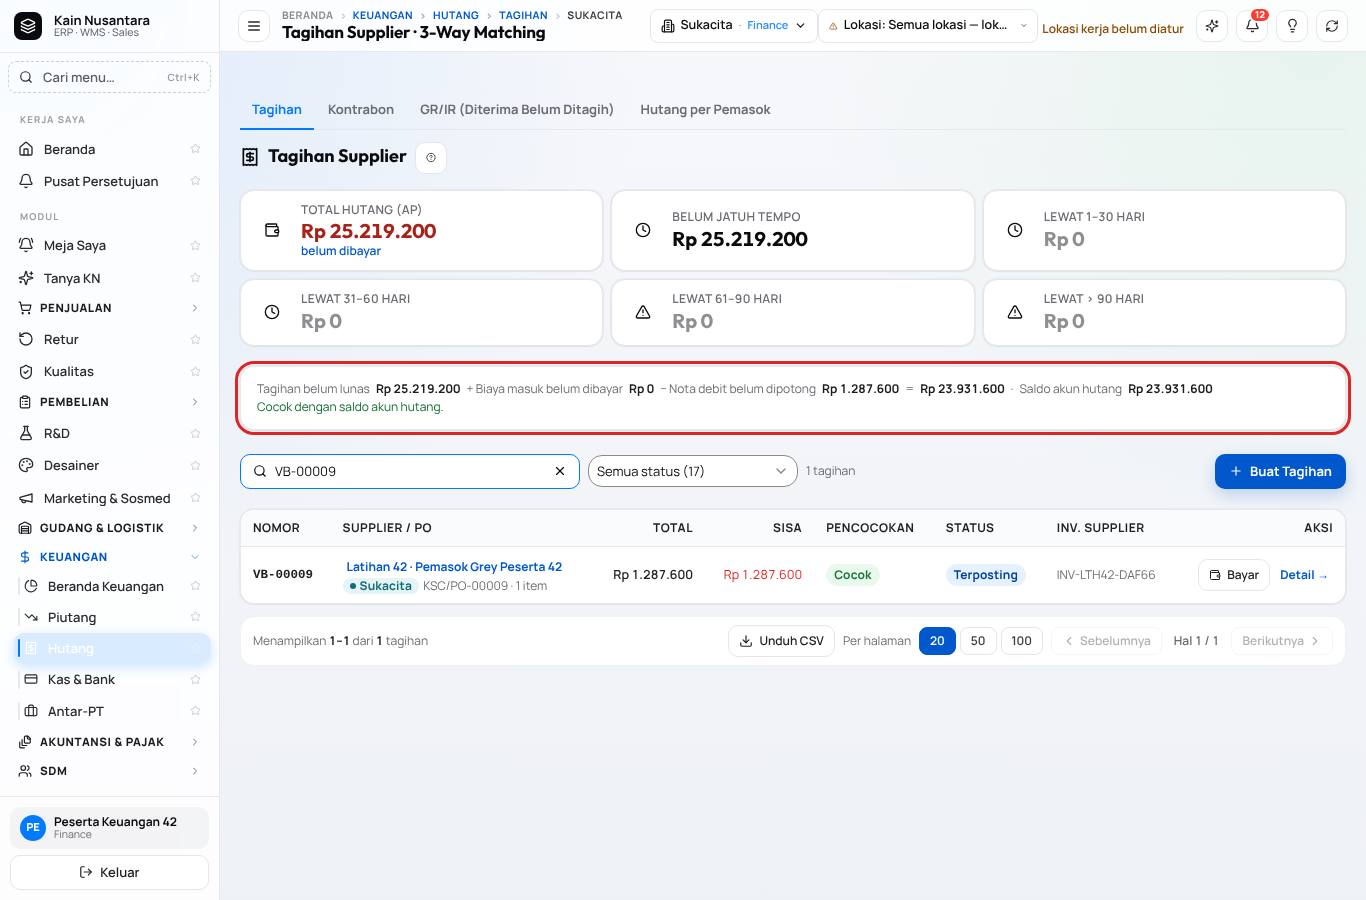 Kain Nusantara
ERP · WMS · Sales
Cari menu... Ctrl+K
KERJA SAYA
Beranda
Pusat Persetujuan
MODUL
Meja Saya
Tanya KN
PENJUALAN
Retur
Kualitas
PEMBELIAN
R&D
Desainer
Marketing & Sosmed
GUDANG & LOGISTIK
KEUANGAN
Beranda Keuangan
Piutang
Hutang
Kas & Bank
Antar-PT
AKUNTANSI & PAJAK
SDM
PE Peserta Keuangan 42
Finance
Keluar
BERANDA > KEUANGAN > HUTANG > TAGIHAN > SUKACITA
Tagihan Supplier · 3-Way Matching
Sukacita · Finance
Lokasi: Semua lokasi — lok...
Lokasi kerja belum diatur
12
Tagihan Kontrabon GR/IR (Diterima Belum Ditagih) Hutang per Pemasok
Tagihan Supplier
TOTAL HUTANG (AP)
Rp 25.219.200
belum dibayar
BELUM JATUH TEMPO
Rp 25.219.200
LEWAT 1–30 HARI
Rp 0
LEWAT 31–60 HARI
Rp 0
LEWAT 61–90 HARI
Rp 0
LEWAT > 90 HARI
Rp 0
Tagihan belum lunas Rp 25.219.200 + Biaya masuk belum dibayar Rp 0 − Nota debit belum dipotong Rp 1.287.600 = Rp 23.931.600 · Saldo akun hutang Rp 23.931.600
Cocok dengan saldo akun hutang.
VB-00009
Semua status (17)
1 tagihan
+ Buat Tagihan
NOMOR SUPPLIER / PO TOTAL SISA PENCOCOKAN STATUS INV. SUPPLIER AKSI
VB-00009 Latihan 42 · Pemasok Grey Peserta 42 Rp 1.287.600 Rp 1.287.600 Cocok Terposting INV-LTH42-DAF66 Bayar Detail →
Sukacita KSC/PO-00009 · 1 item
Menampilkan 1–1 dari 1 tagihan
Unduh CSV
Per halaman 20 50 100
Sebelumnya Hal 1 / 1 Berikutnya